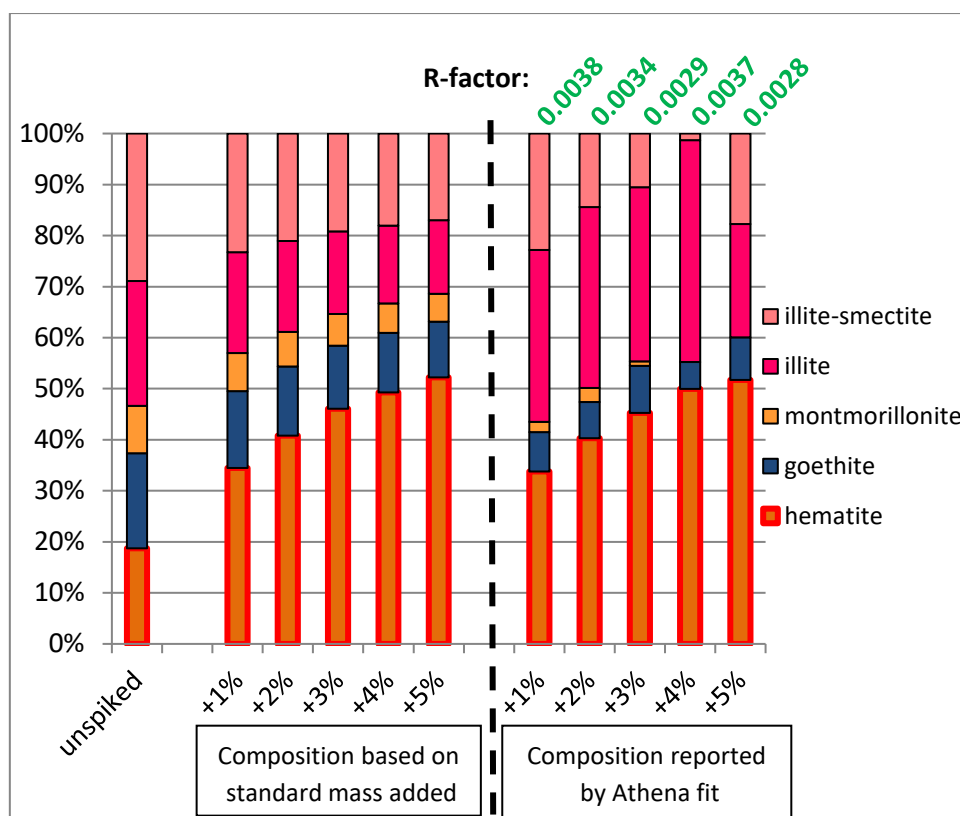 R-factor:
0.0038
0.0034
0.0029
0.0037
0.0028
100%
90%
80%
70%
60%
50%
40%
30%
20%
10%
0%
illite-smectite
illite
montmorillonite
goethite
hematite
unspiked
+1%
+2%
+3%
+4%
+5%
+1%
+2%
+3%
+4%
+5%
Composition based on
standard mass added
Composition reported
by Athena fit